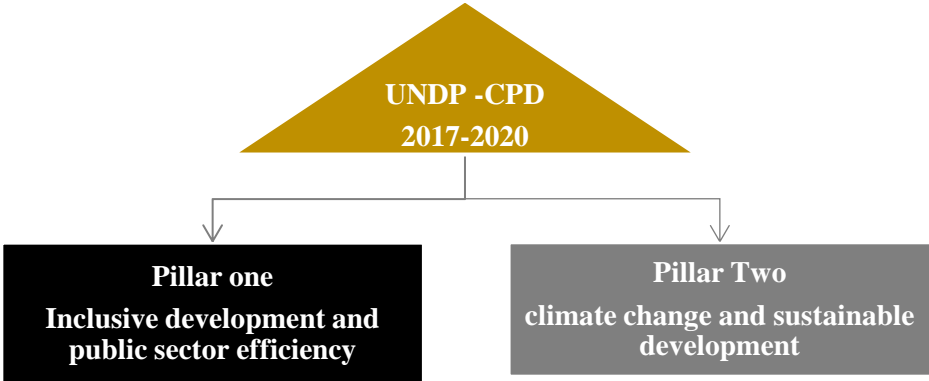 UNDP -CPD
2017-2020
Pillar one
Inclusive development and
public sector efficiency
Pillar Two
climate change and sustainable
development